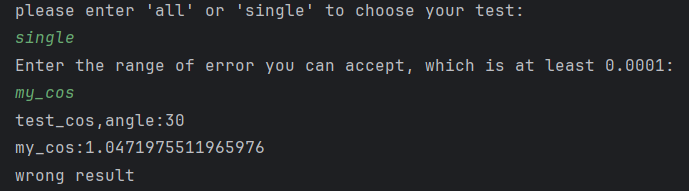 please enter 'all' or 'single' to choose your test:
single
Enter the range of error you can accept, which is at least 0.0001:
my_cos
test_cos,angle:30
my_cos:1.0471975511965976
wrong result